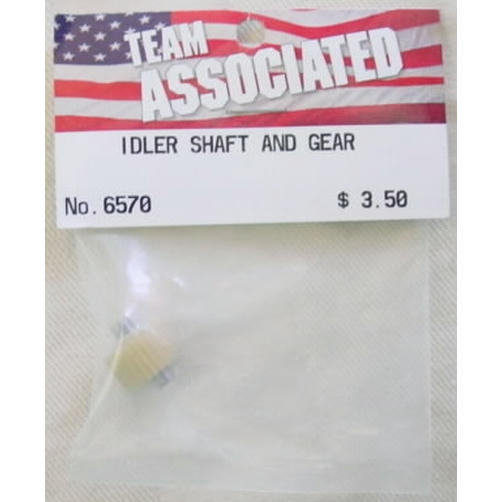 TEAM
ASSOCIATED
IDLER SHAFT AND GEAR
No. 6570 $ 3.50